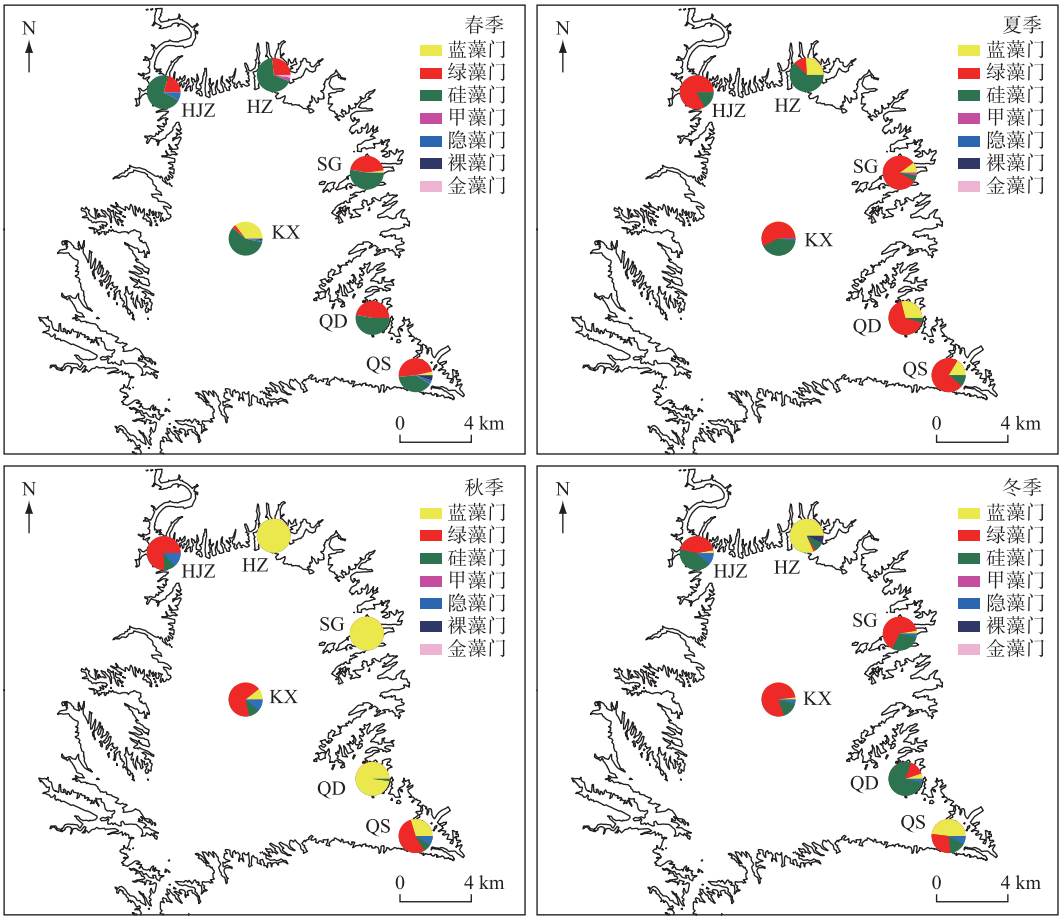 春季
N
蓝藻门
绿藻门
硅藻门
甲藻门
隐藻门
裸藻门
金藻门
HJZ
HZ
SG
KX
QD
QS
0 4 km
夏季
N
蓝藻门
绿藻门
硅藻门
甲藻门
隐藻门
裸藻门
金藻门
HJZ
HZ
SG
KX
QD
QS
0 4 km
秋季
N
蓝藻门
绿藻门
硅藻门
甲藻门
隐藻门
裸藻门
金藻门
HJZ
HZ
SG
KX
QD
QS
0 4 km
冬季
N
蓝藻门
绿藻门
硅藻门
甲藻门
隐藻门
裸藻门
金藻门
HJZ
HZ
SG
KX
QD
QS
0 4 km